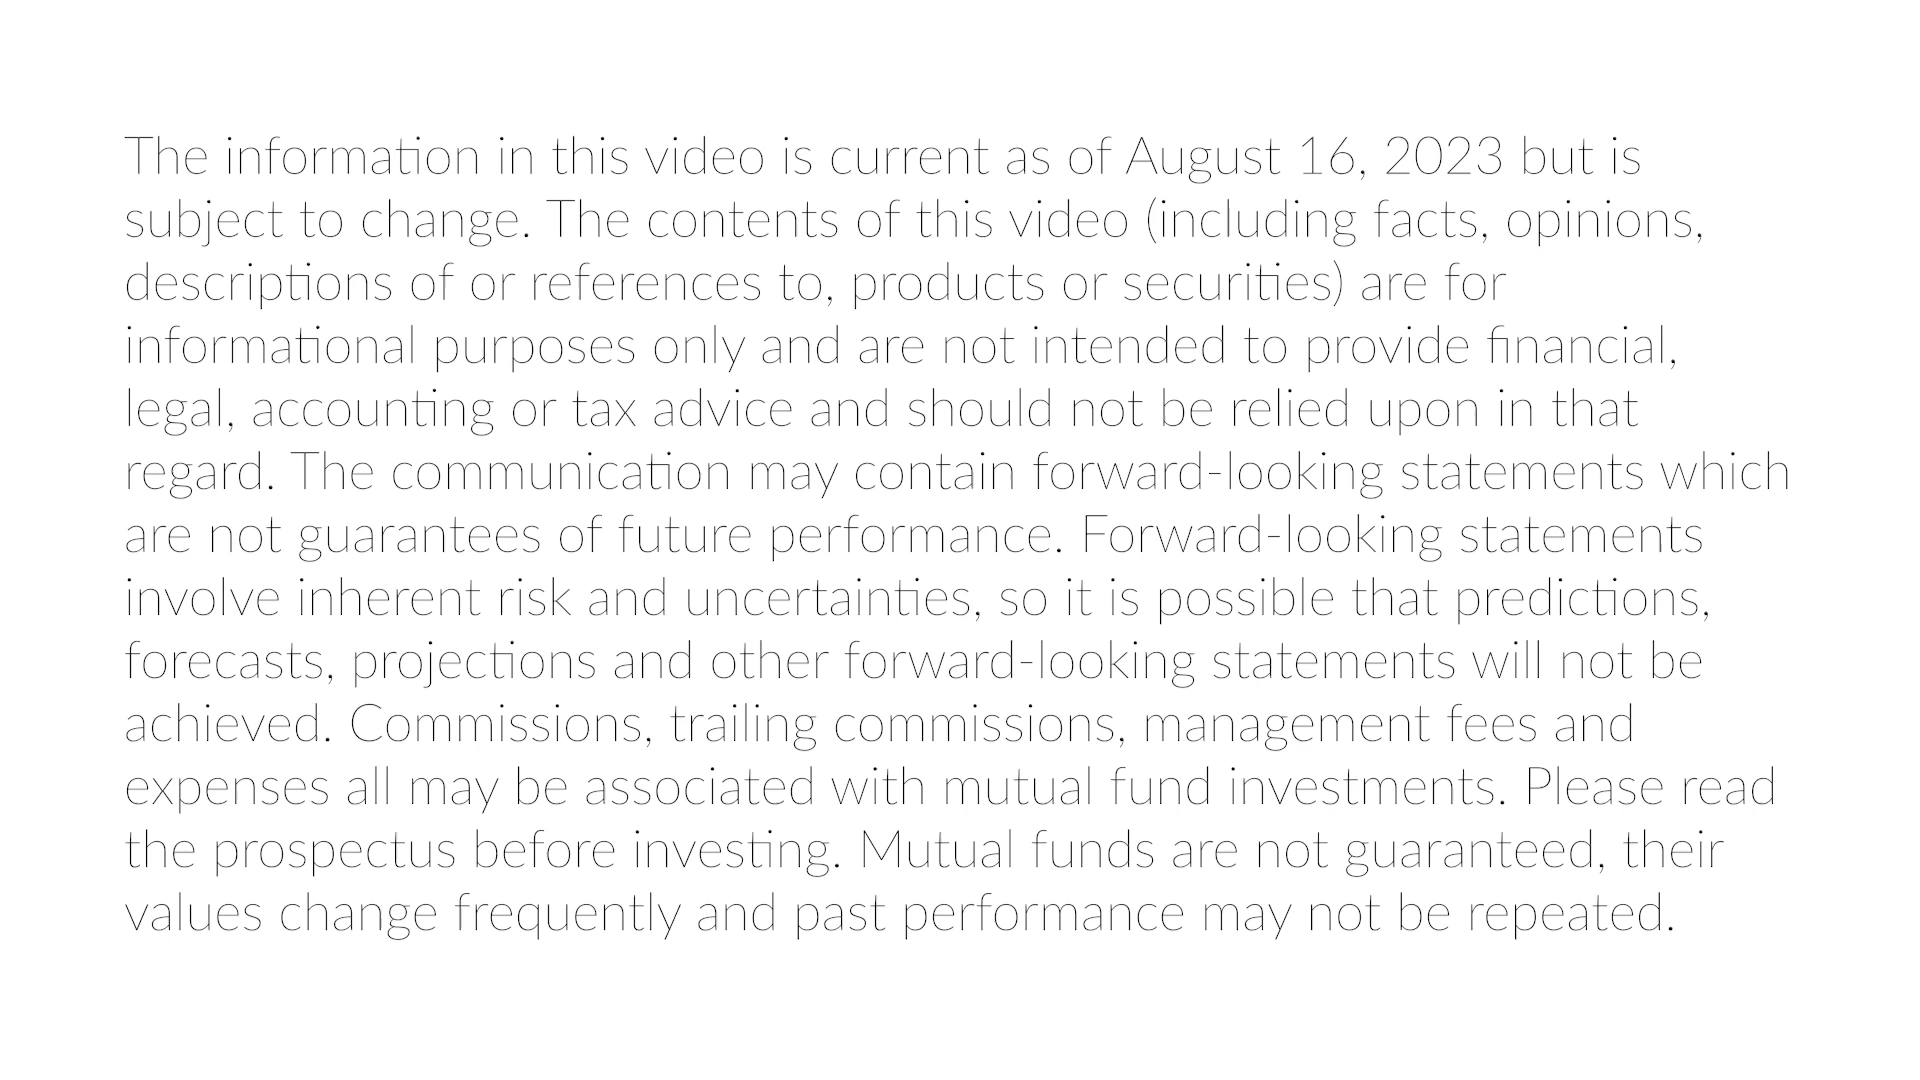 The information in this video is current as of August 16, 2023 but is
subject to change. The contents of this video (including facts, opinions,
descriptions of or references to, products or securities) are for
informational purposes only and are not intended to provide financial,
legal, accounting or tax advice and should not be relied upon in that
regard. The communication may contain forward-looking statements which
are not guarantees of future performance. Forward-looking statements
involve inherent risk and uncertainties, so it is possible that predictions,
forecasts, projections and other forward-looking statements will not be
achieved. Commissions, trailing commissions, management fees and
expenses all may be associated with mutual fund investments. Please read
the prospectus before investing. Mutual funds are not guaranteed, their
values change frequently and past performance may not be repeated.